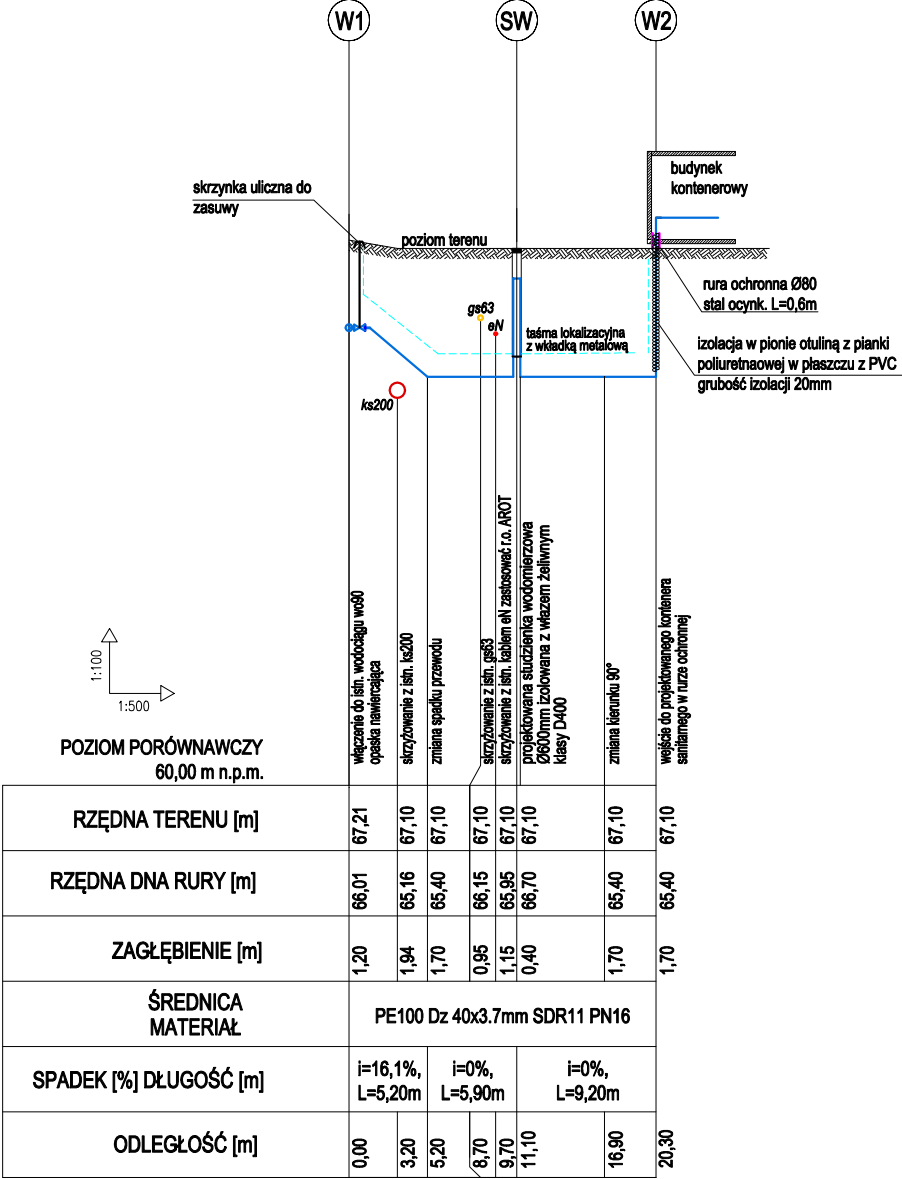 W1
SW
W2
budynek
kontenerowy
skrzynka uliczna do
zasuwy
poziom terenu
rura ochronna Ø80
stal ocynk. L=0,6m
gs63
eN
taśma lokalizacyjna
z wkładką metalową
izolacja w pionie otuliną z pianki
poliuretnaowej w płaszczu z PVC
grubość izolacji 20mm
ks200
włączenie do istn. wodociągu wo90
opaska nawiercająca
skrzyżowanie z istn. ks200
zmiana spadku przewodu
skrzyżowanie z istn. gs63
skrzyżowanie z istn. kablem eN zastosować r.o. AROT
projektowana studzienka wodomierzowa
Ø600mm izolowana z włazem żeliwnym
klasy D400
zmiana kierunku 90°
wejście do projektowanego kontenera
sanitarnego w rurze ochronnej
1:100
1:500
POZIOM PORÓWNAWCZY
60,00 m n.p.m.
RZĘDNA TERENU [m] 67,21 67,10 67,10 67,10 67,10 67,10 67,10 67,10
RZĘDNA DNA RURY [m] 66,01 65,16 65,40 66,15 65,95 66,70 65,40 65,40
ZAGŁĘBIENIE [m] 1,20 1,94 1,70 0,95 1,15 0,40 1,70 1,70
ŚREDNICA
MATERIAŁ
PE100 Dz 40x3.7mm SDR11 PN16
SPADEK [%] DŁUGOŚĆ [m]
i=16,1%,
L=5,20m
i=0%,
L=5,90m
i=0%,
L=9,20m
ODLEGŁOŚĆ [m] 0,00 3,20 5,20 8,70 9,70 11,10 16,90 20,30